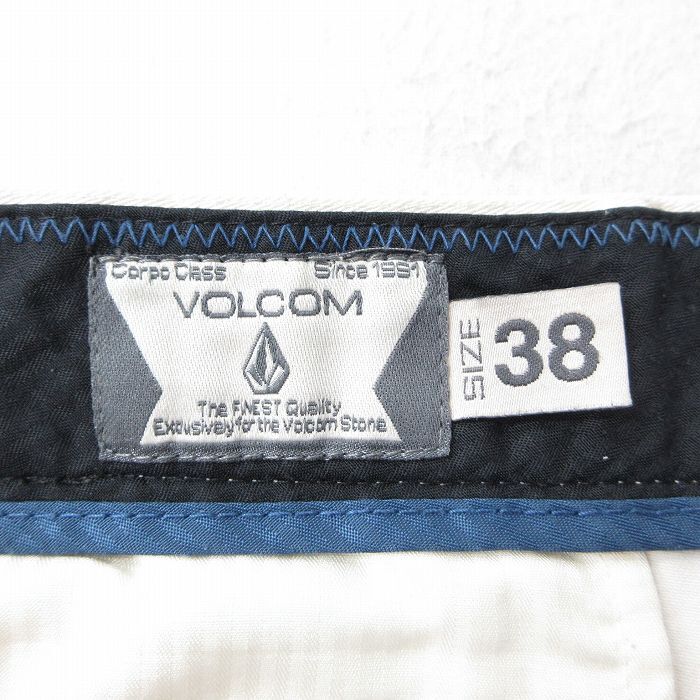 Corpo Class Since 1991
VOLCOM
The FINEST Quality
Exclusively for the Volcom Stone
SIZE 38